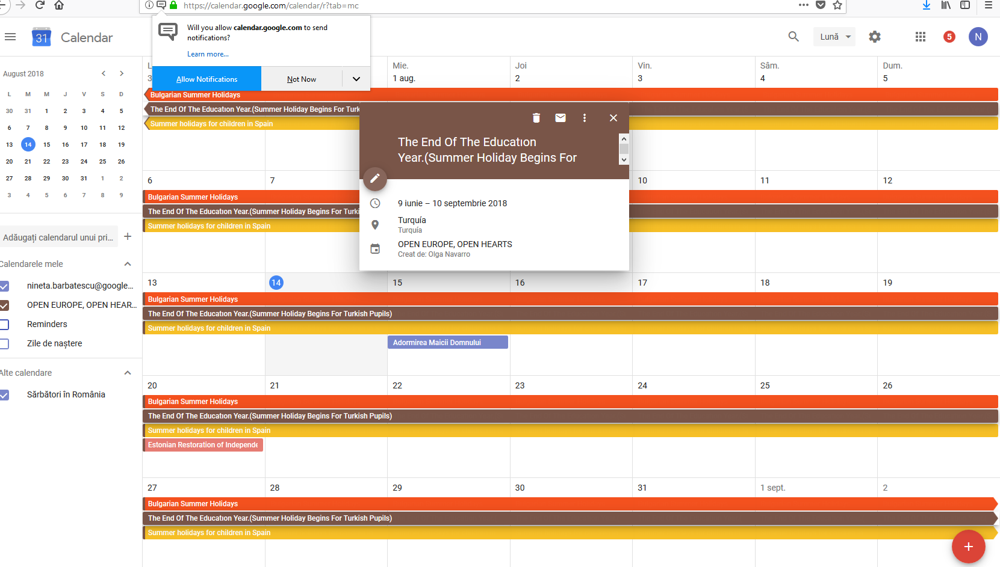 https://calendar.google.com/calendar/r?tab=mc
Will you allow calendar.google.com to send
notifications?
Learn more...
Allow Notifications
Not Now
31
Calendar
Lună
5
N
August 2018
L M M J V S D
30 31 1 2 3 4 5
6 7 8 9 10 11 12
13 14 15 16 17 18 19
20 21 22 23 24 25 26
27 28 29 30 31 1 2
3 4 5 6 7 8 9
Adăugați calendarul unui pri...
Calendarele mele
nineta.barbatescu@google...
OPEN EUROPE, OPEN HEAR...
Reminders
Zile de naștere
Alte calendare
Sărbători în România
L Mie. Joi Vin. Sâm. Dum.
3 1 aug. 2 3 4 5
Bulgarian Summer Holidays
The End Of The Educatıon Year.(Summer Holiday Begins For Turk
Summer holidays for children in Spain
The End Of The Educatıon
Year.(Summer Holiday Begins For
9 iunie – 10 septembrie 2018
Turquía
Turquía
OPEN EUROPE, OPEN HEARTS
Creat de: Olga Navarro
6 7 10 11 12
Bulgarian Summer Holidays
The End Of The Educatıon Year.(Summer Holiday Begins For Turki
Summer holidays for children in Spain
13 14 15 16 17 18 19
Bulgarian Summer Holidays
The End Of The Educatıon Year.(Summer Holiday Begins For Turkish Pupils)
Summer holidays for children in Spain
Adormirea Maicii Domnului
20 21 22 23 24 25 26
Bulgarian Summer Holidays
The End Of The Educatıon Year.(Summer Holiday Begins For Turkish Pupils)
Summer holidays for children in Spain
Estonian Restoration of Independe
27 28 29 30 31 1 sept. 2
Bulgarian Summer Holidays
The End Of The Educatıon Year.(Summer Holiday Begins For Turkish Pupils)
Summer holidays for children in Spain